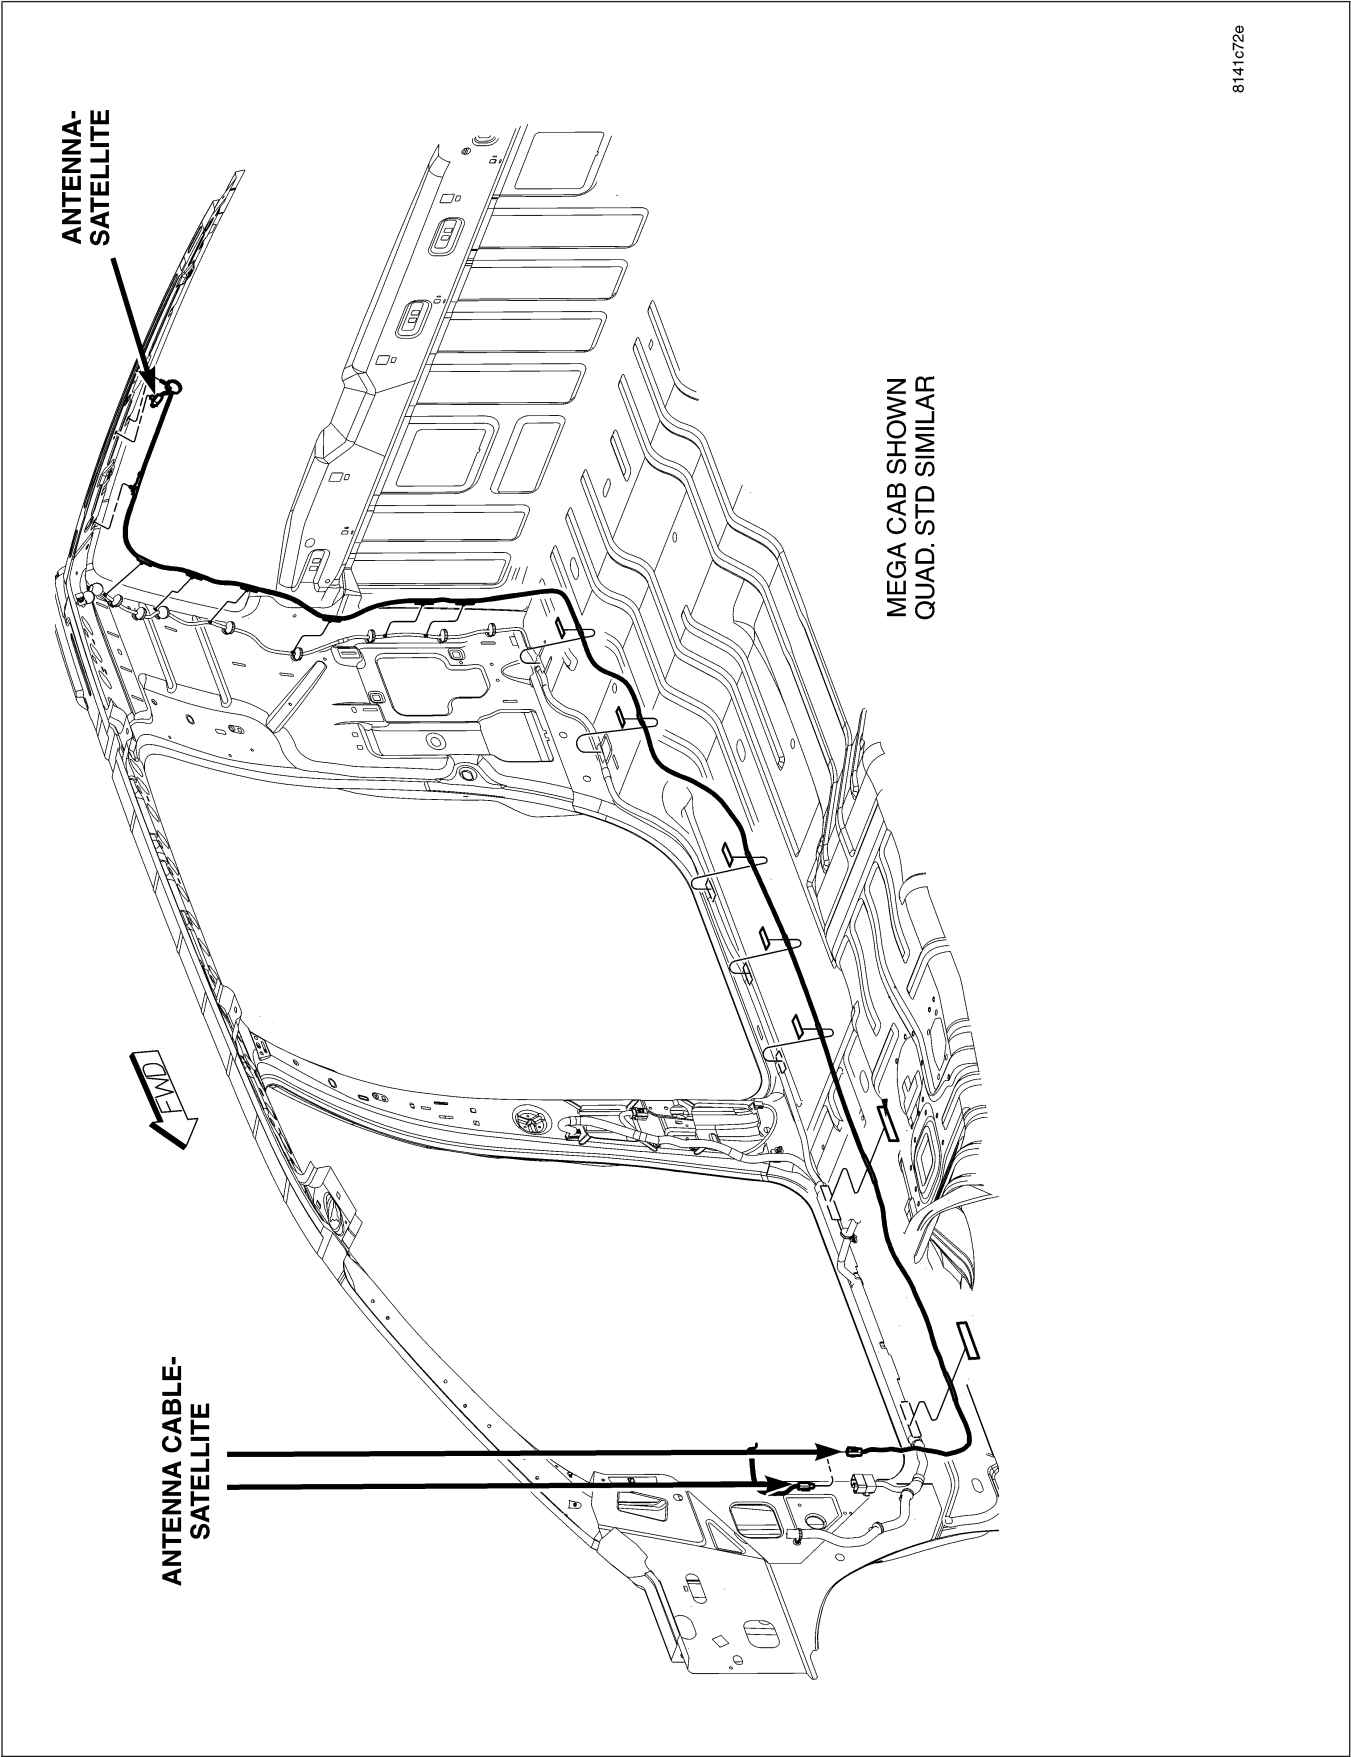 ANTENNA CABLE-
SATELLITE
FWD
ANTENNA-
SATELLITE
MEGA CAB SHOWN
QUAD. STD SIMILAR
8141c72e